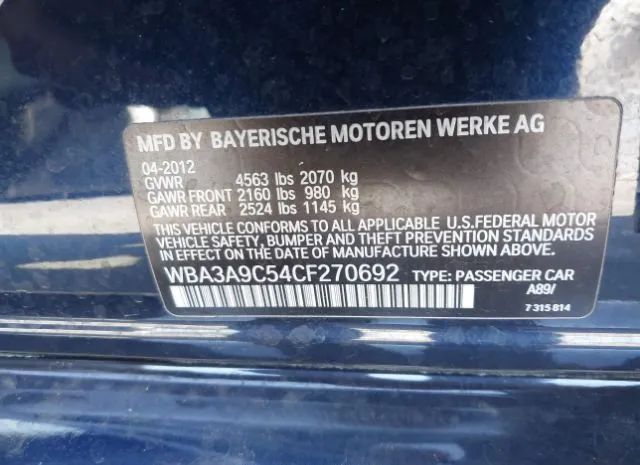 MFD BY BAYERISCHE MOTOREN WERKE AG
04-2012
GVWR 4563 lbs 2070 kg
GAWR FRONT 2160 lbs 980 kg
GAWR REAR 2524 lbs 1145 kg
THIS VEHICLE CONFORMS TO ALL APPLICABLE U.S.FEDERAL MOTOR
VEHICLE SAFETY, BUMPER AND THEFT PREVENTION STANDARDS
IN EFFECT ON THE DATE OF MANUFACTURE SHOWN ABOVE.
WBA3A9C54CF270692 TYPE: PASSENGER CAR
A89/
7 315 814